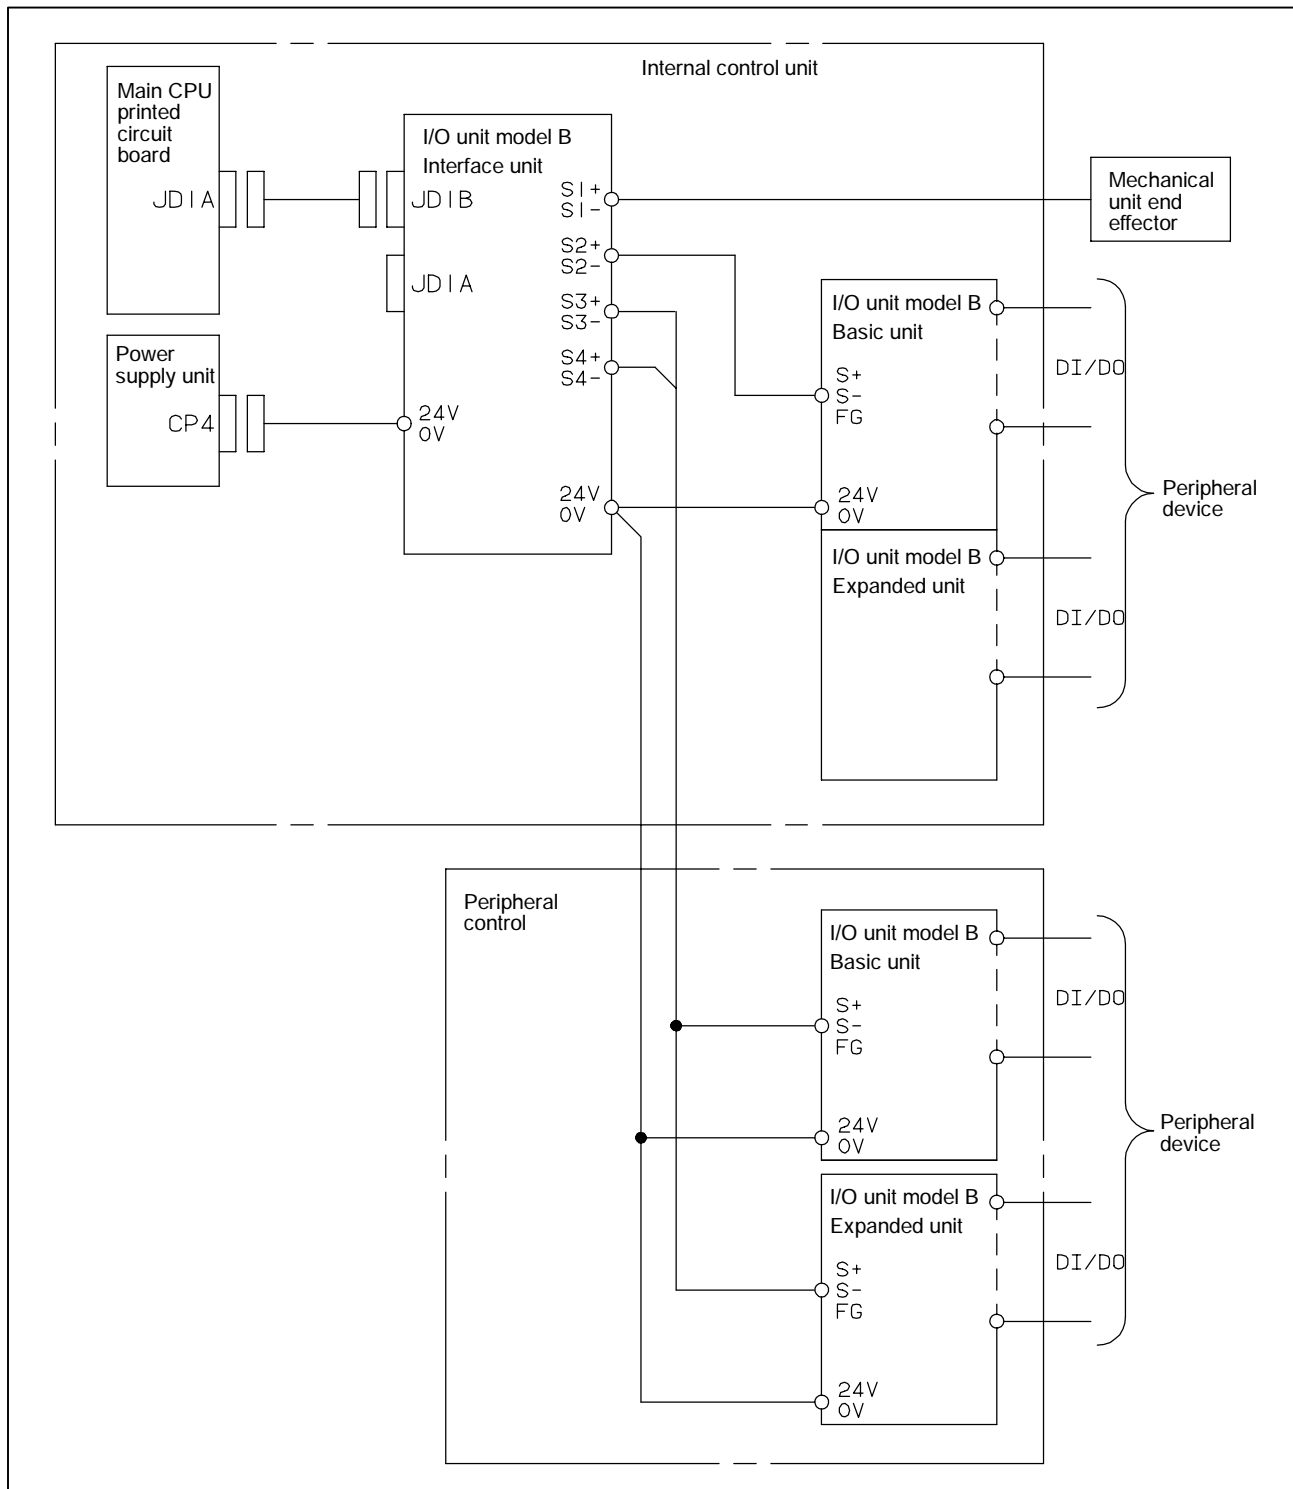 Internal control unit
Main CPU
printed
circuit
board
JD1A
I/O unit model B
Interface unit
JD1B
JD1A
S1+
S1-
S2+
S2-
S3+
S3-
S4+
S4-
24V
0V
24V
0V
Power
supply unit
CP4
Mechanical
unit end
effector
I/O unit model B
Basic unit
S+
S-
FG
24V
0V
DI/DO
I/O unit model B
Expanded unit
DI/DO
Peripheral
device
Peripheral
control
I/O unit model B
Basic unit
S+
S-
FG
24V
0V
DI/DO
I/O unit model B
Expanded unit
S+
S-
FG
24V
0V
DI/DO
Peripheral
device